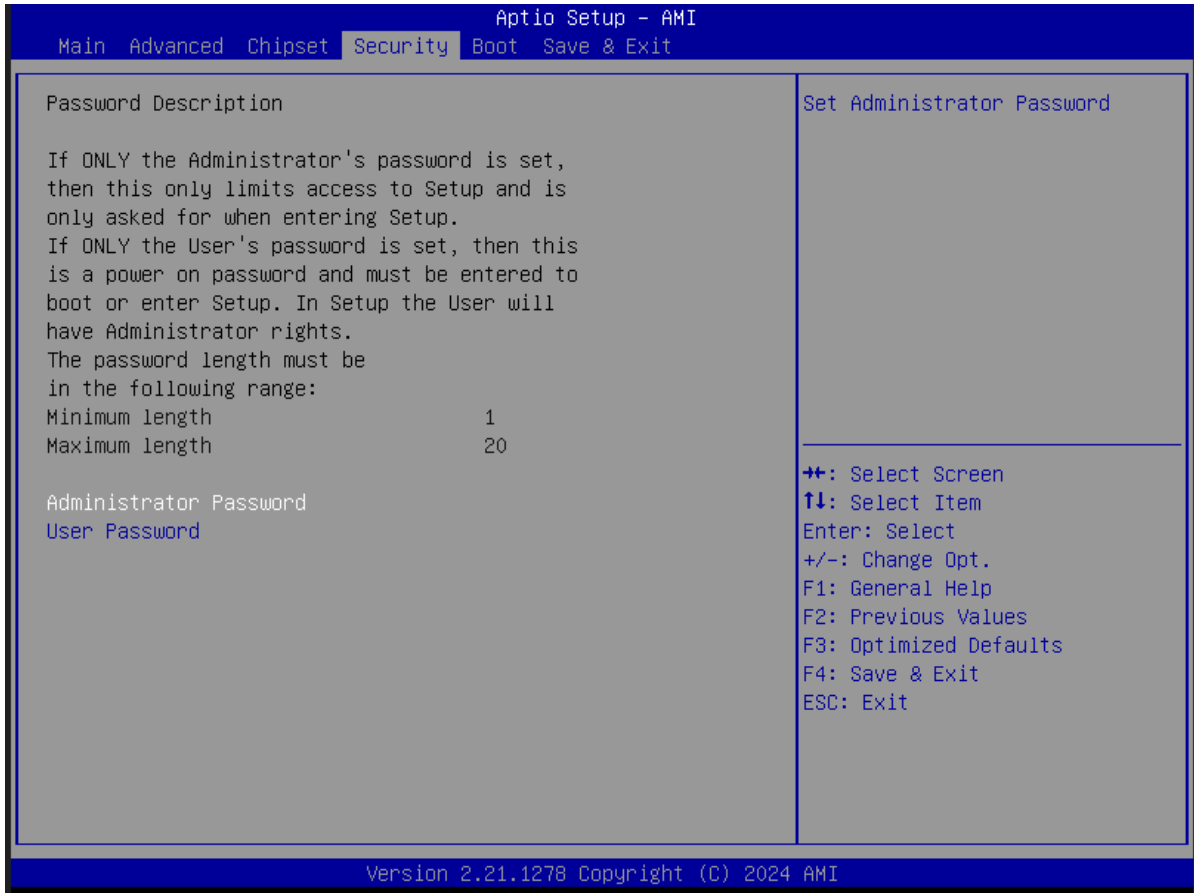 Aptio Setup - AMI
Main Advanced Chipset Security Boot Save & Exit
Password Description
If ONLY the Administrator's password is set,
then this only limits access to Setup and is
only asked for when entering Setup.
If ONLY the User's password is set, then this
is a power on password and must be entered to
boot or enter Setup. In Setup the User will
have Administrator rights.
The password length must be
in the following range:
Minimum length 1
Maximum length 20
Administrator Password
User Password
Set Administrator Password
→←: Select Screen
↑↓: Select Item
Enter: Select
+/-: Change Opt.
F1: General Help
F2: Previous Values
F3: Optimized Defaults
F4: Save & Exit
ESC: Exit
Version 2.21.1278 Copyright (C) 2024 AMI